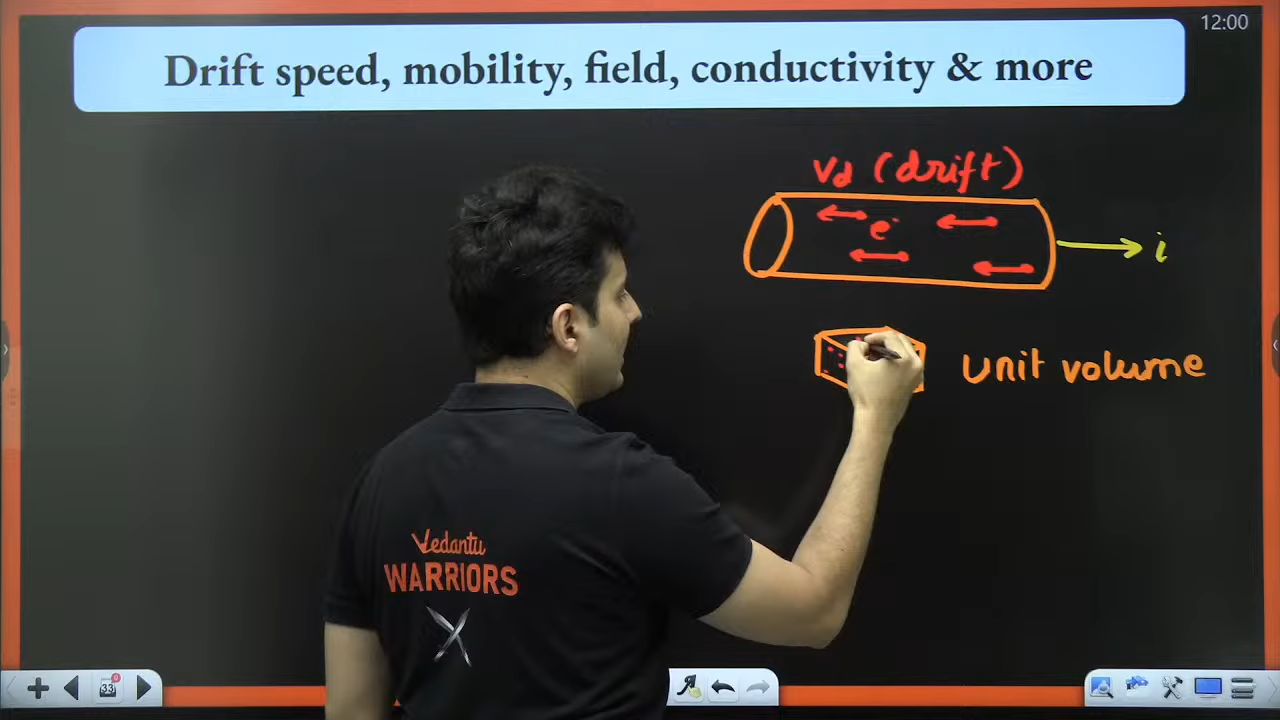 12:00
Drift speed, mobility, field, conductivity & more
vd (drift)
e-
i
unit volume
Vedantu
WARRIORS
33